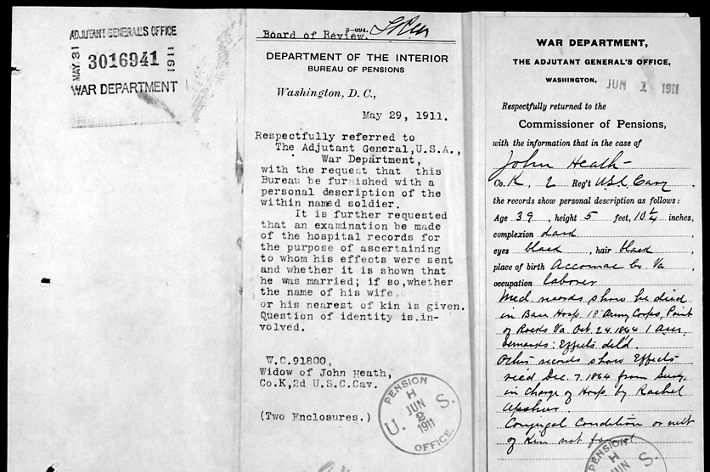 ADJUTANT GENERAL'S OFFICE
MAY 31 3016941 1911
WAR DEPARTMENT
3-001.
Board of Review.
DEPARTMENT OF THE INTERIOR
BUREAU OF PENSIONS
Washington, D. C.,
May 29, 1911.
Respectfully referred to
The Adjutant General, U.S.A.,
War Department,
with the request that this
Bureau be furnished with a
personal description of the
within named soldier.
It is further requested
that an examination be made
of the hospital records for
the purpose of ascertaining
to whom his effects were sent
and whether it is shown that
he was married; if so, whether
the name of his wife
or his nearest of kin is given.
Question of identity is in-
volved.
W.C.91800,
Widow of John Heath,
Co.K,2d U.S.C.Cav.
(Two Enclosures.)
PENSION
H
U. JUN 2 S.
1911
OFFICE.
WAR DEPARTMENT,
THE ADJUTANT GENERAL'S OFFICE,
WASHINGTON, JUN 1 1911
Respectfully returned to the
Commissioner of Pensions,
with the information that in the case of
John Heath
Co. K, 2 Reg't U.S.C. Cav.
the records show personal description as follows:
Age 39, height 5 feet, 10¼ inches,
complexion dark
eyes black, hair black
place of birth Accomac Co Va
occupation laborer
Med. records show he died
in Base Hosp. 18 Army Corps, Point
of Rocks Va Oct. 24. 1864
Effects del'd.
Other records show Effects
rec'd Dec. 7, 1864 from Surg.
in charge of Hosp. by Rachel
Upshur.
Conjugal Condition or next
of kin not found.
PENSION
H
JUN